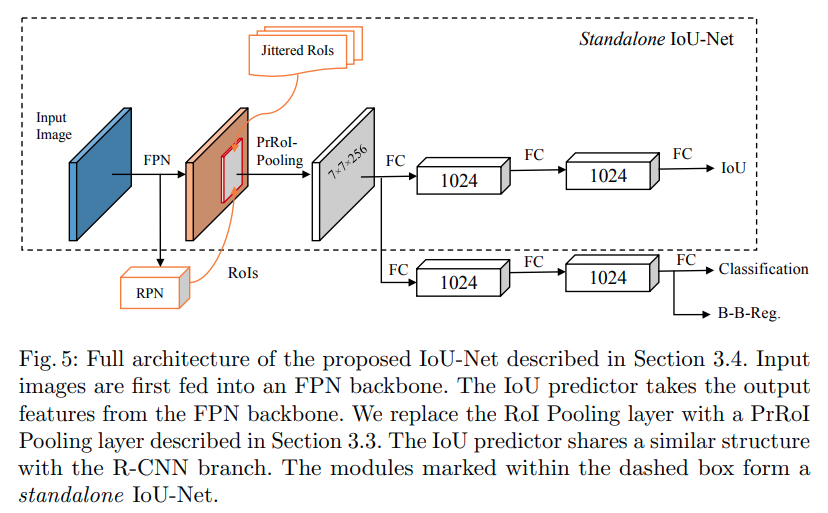 Standalone IoU-Net
Jittered RoIs
Input
Image
FPN
PrRoI-
Pooling
7×7×256
FC
1024
FC
1024
FC
IoU
RPN
RoIs
FC
1024
FC
1024
FC
Classification
B-B-Reg.
Fig. 5: Full architecture of the proposed IoU-Net described in Section 3.4. Input
images are first fed into an FPN backbone. The IoU predictor takes the output
features from the FPN backbone. We replace the RoI Pooling layer with a PrRoI
Pooling layer described in Section 3.3. The IoU predictor shares a similar structure
with the R-CNN branch. The modules marked within the dashed box form a
standalone IoU-Net.